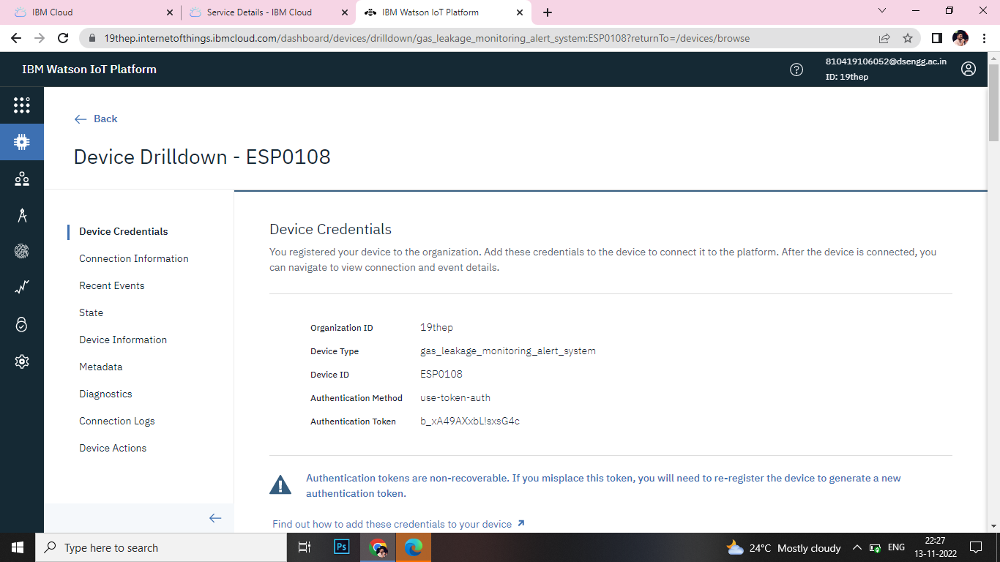 IBM Cloud
Service Details - IBM Cloud
IBM Watson IoT Platform
19thep.internetofthings.ibmcloud.com/dashboard/devices/drilldown/gas_leakage_monitoring_alert_system:ESP0108?returnTo=/devices/browse
IBM Watson IoT Platform
810419106052@dsengg.ac.in
ID: 19thep
Back
Device Drilldown - ESP0108
Device Credentials
Connection Information
Recent Events
State
Device Information
Metadata
Diagnostics
Connection Logs
Device Actions
Device Credentials
You registered your device to the organization. Add these credentials to the device to connect it to the platform. After the device is connected, you
can navigate to view connection and event details.
Organization ID 19thep
Device Type gas_leakage_monitoring_alert_system
Device ID ESP0108
Authentication Method use-token-auth
Authentication Token b_xA49AXxbL!sxsG4c
Authentication tokens are non-recoverable. If you misplace this token, you will need to re-register the device to generate a new
authentication token.
Find out how to add these credentials to your device
Type here to search
Ps
24°C Mostly cloudy
ENG
22:27
13-11-2022